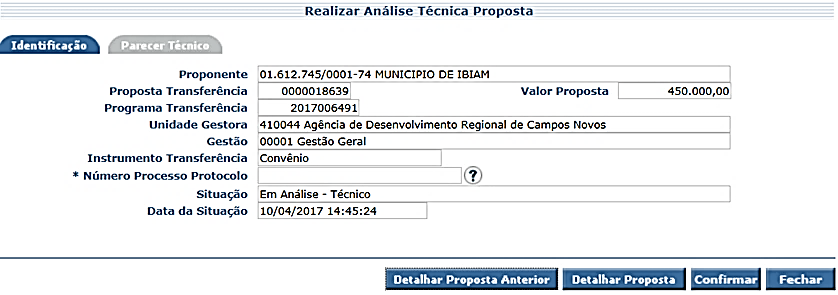 Realizar Análise Técnica Proposta
Identificação Parecer Técnico
Proponente 01.612.745/0001-74 MUNICIPIO DE IBIAM
Proposta Transferência 0000018639 Valor Proposta 450.000,00
Programa Transferência 2017006491
Unidade Gestora 410044 Agência de Desenvolvimento Regional de Campos Novos
Gestão 00001 Gestão Geral
Instrumento Transferência Convênio
* Número Processo Protocolo ?
Situação Em Análise - Técnico
Data da Situação 10/04/2017 14:45:24
Detalhar Proposta Anterior Detalhar Proposta Confirmar Fechar